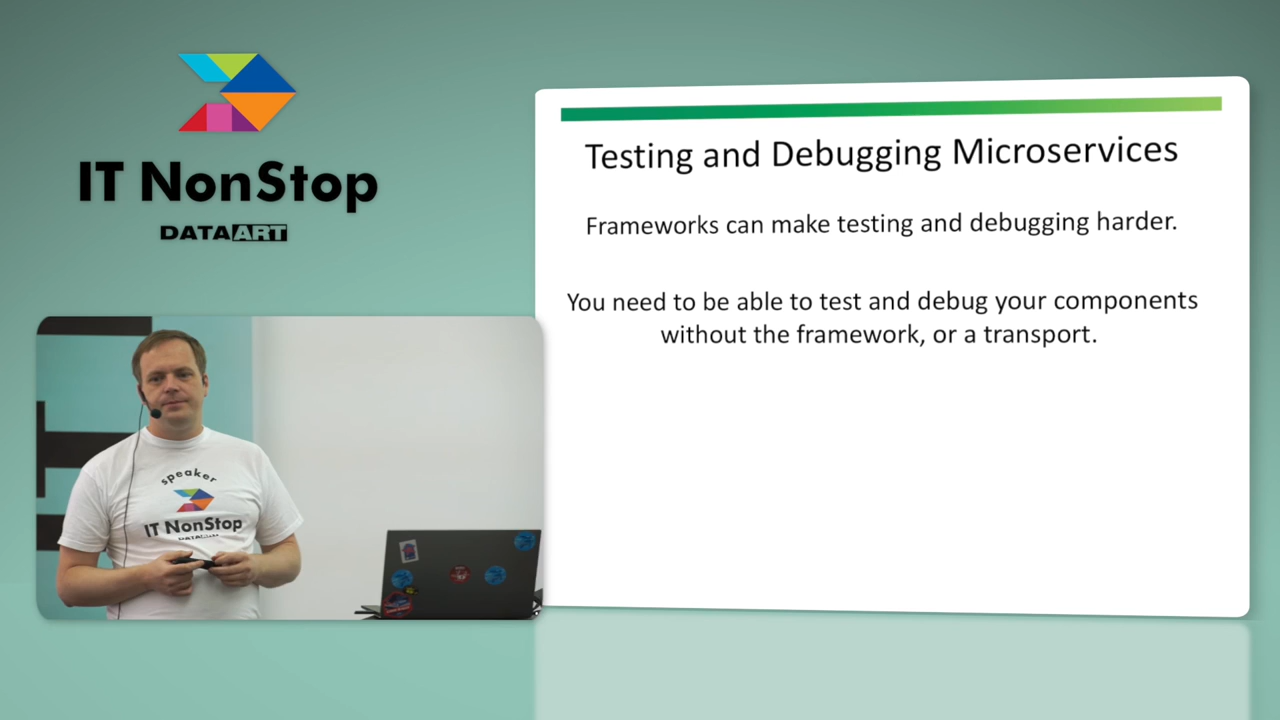 IT NonStop
DATAART
Testing and Debugging Microservices
Frameworks can make testing and debugging harder.
You need to be able to test and debug your components
without the framework, or a transport.
speaker
IT NonStop
DATAART